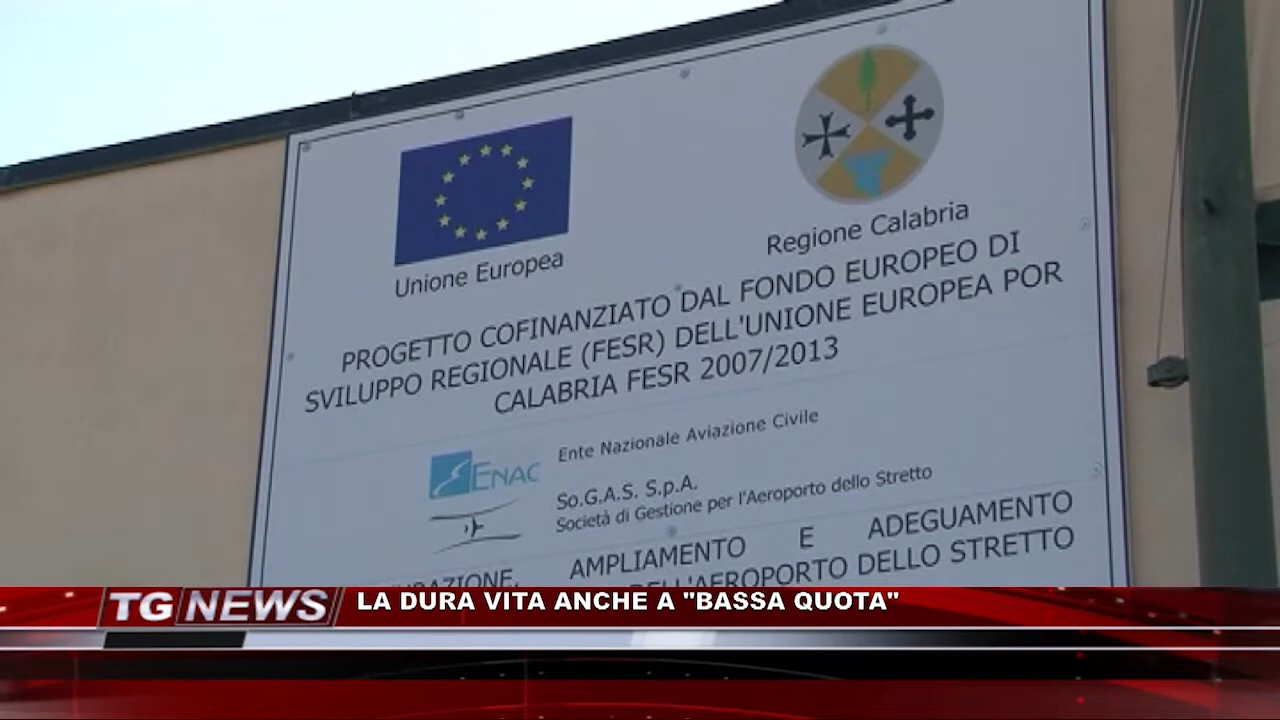 Unione Europea
Regione Calabria
PROGETTO COFINANZIATO DAL FONDO EUROPEO DI
SVILUPPO REGIONALE (FESR) DELL'UNIONE EUROPEA POR
CALABRIA FESR 2007/2013
ENAC
Ente Nazionale Aviazione Civile
So.G.A.S. S.p.A.
Società di Gestione per l'Aeroporto dello Stretto
AMPLIAMENTO E ADEGUAMENTO
DELL'AEROPORTO DELLO STRETTO
TG NEWS
LA DURA VITA ANCHE A "BASSA QUOTA"